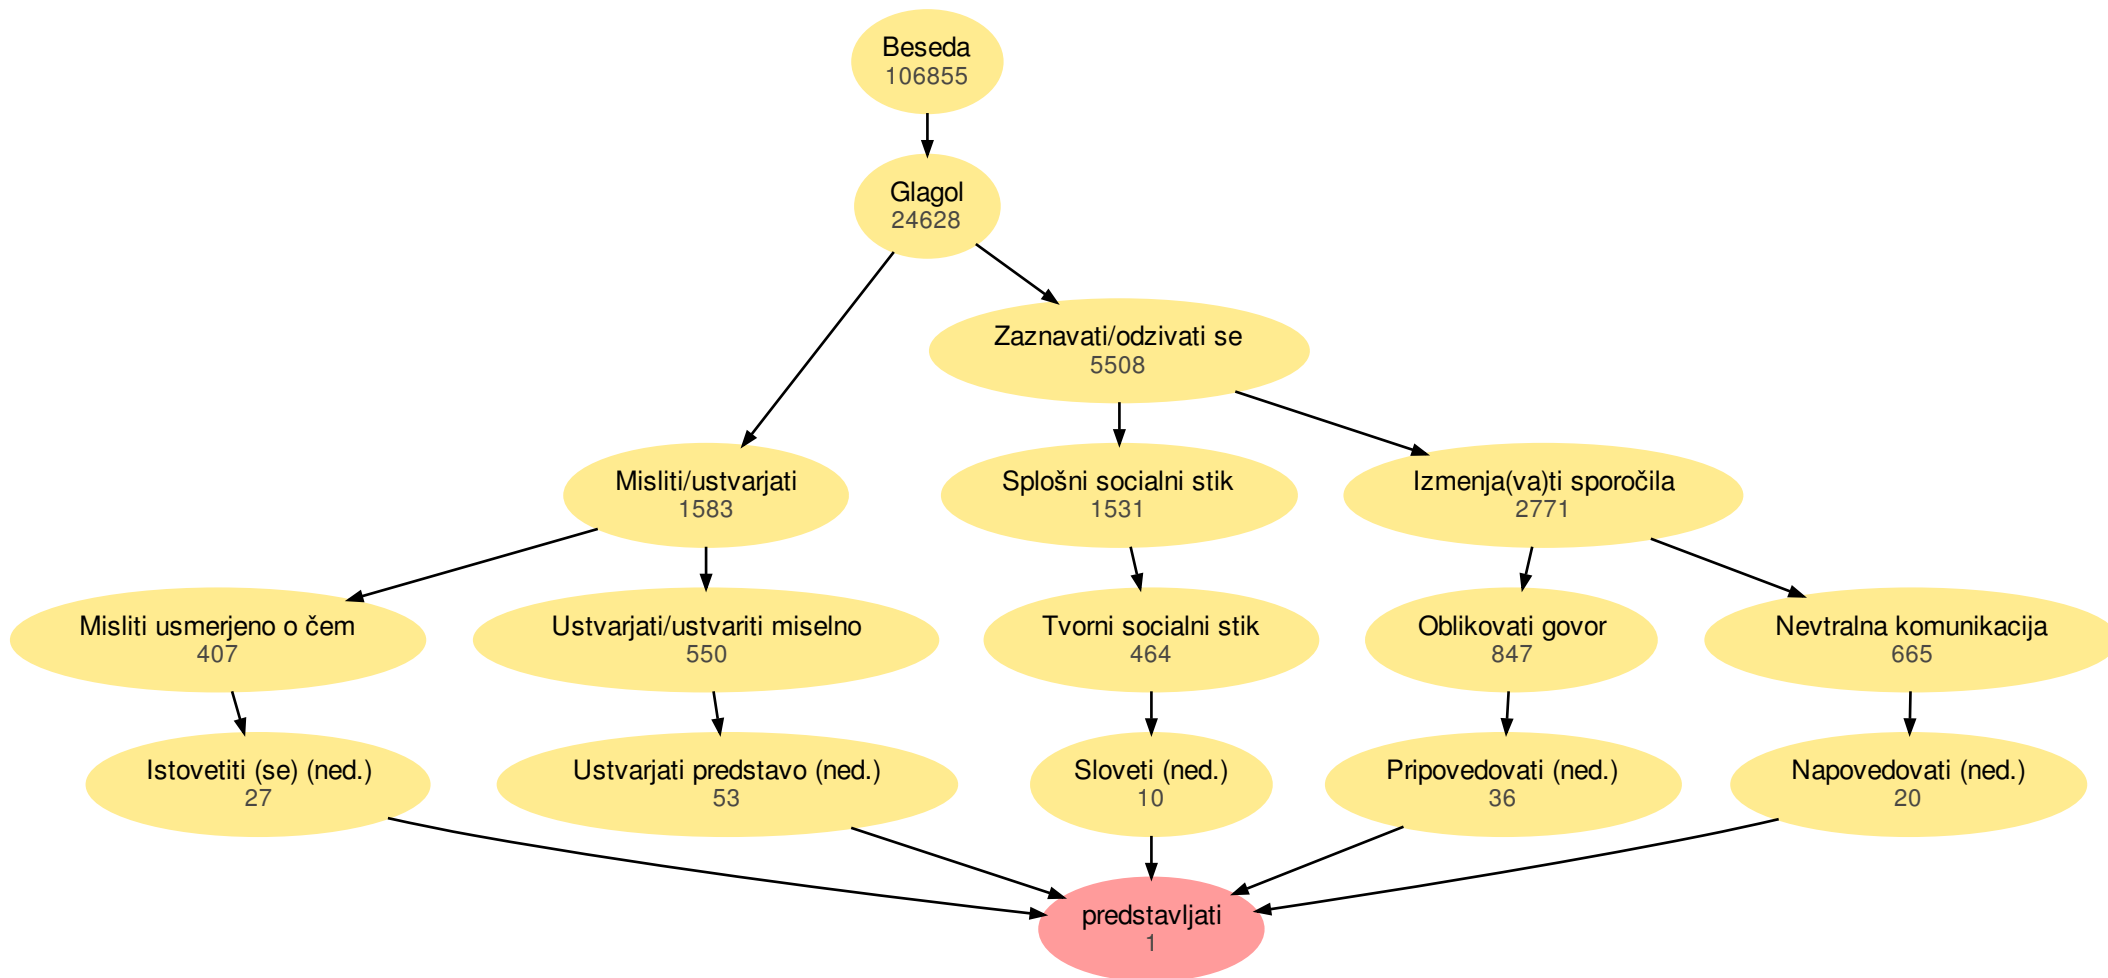 Beseda
106855
Glagol
24628
Zaznavati/odzivati se
5508
Misliti/ustvarjati
1583
Splošni socialni stik
1531
Izmenja(va)ti sporočila
2771
Misliti usmerjeno o čem
407
Ustvarjati/ustvariti miselno
550
Tvorni socialni stik
464
Oblikovati govor
847
Nevtralna komunikacija
665
Istovetiti (se) (ned.)
27
Ustvarjati predstavo (ned.)
53
Sloveti (ned.)
10
Pripovedovati (ned.)
36
Napovedovati (ned.)
20
predstavljati
1